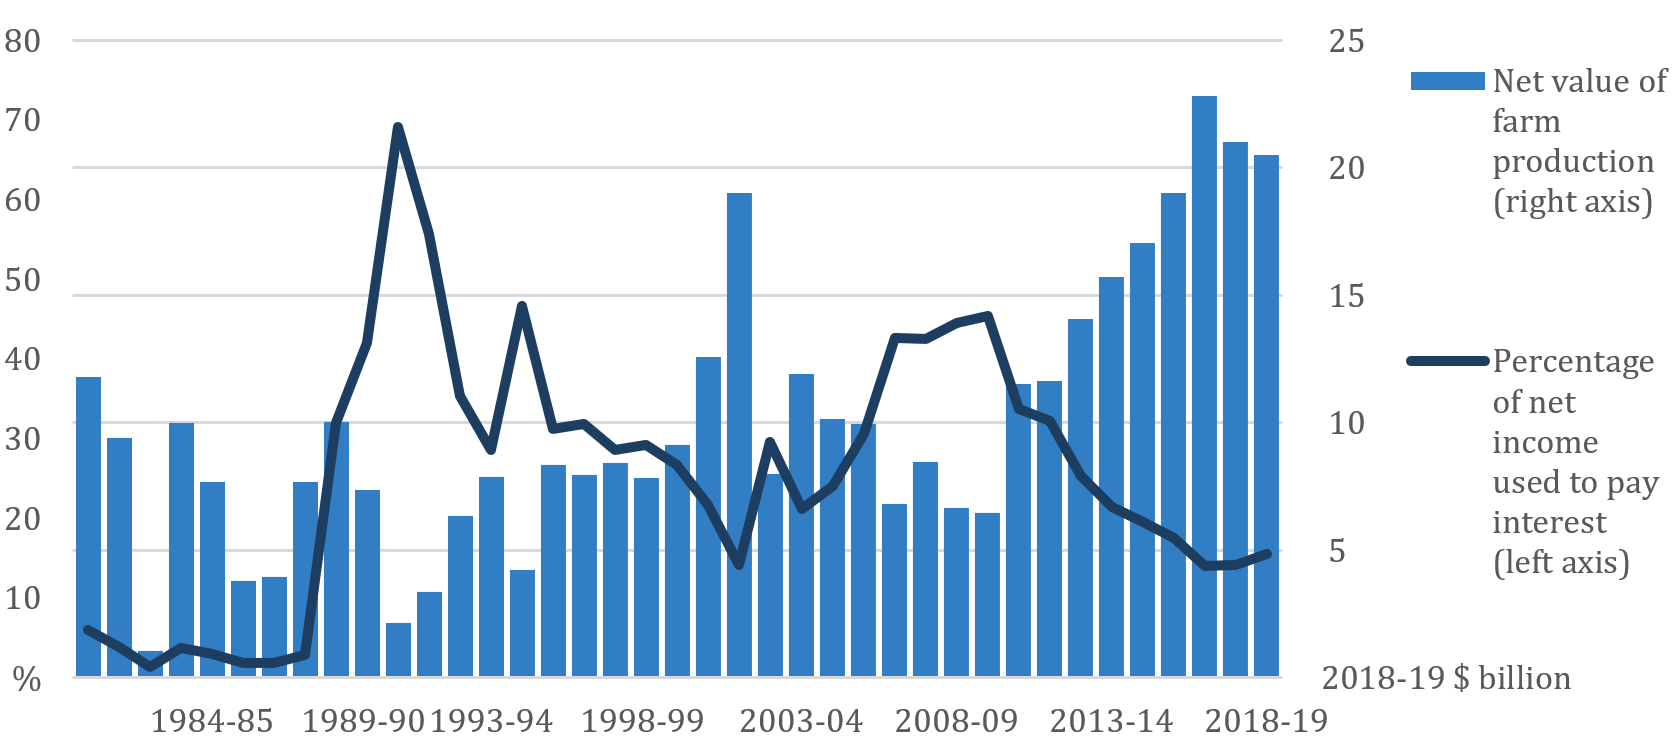 80
70
60
50
40
30
20
10
%
25
20
15
10
5
2018-19 $ billion
1984-85
1989-90
1993-94
1998-99
2003-04
2008-09
2013-14
2018-19
Net value of
farm
production
(right axis)
Percentage
of net
income
used to pay
interest
(left axis)